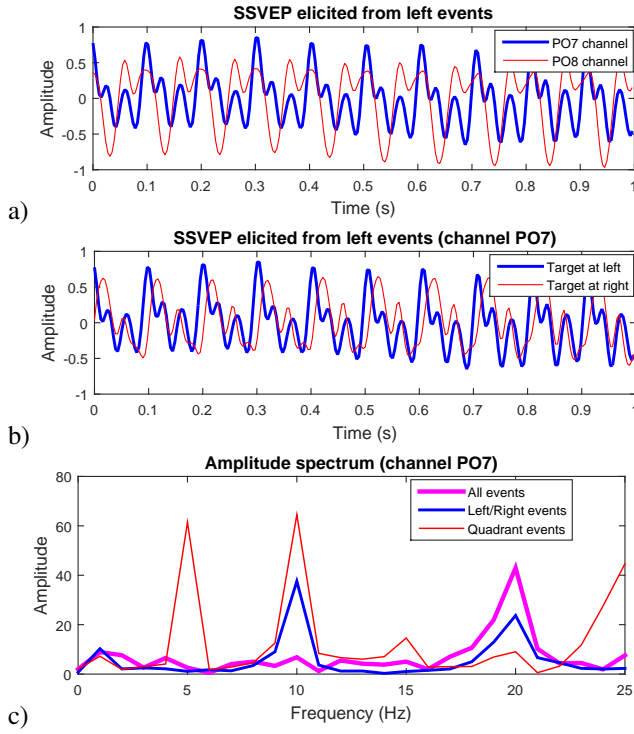 SSVEP elicited from left events
1
0.5
0
-0.5
-1
Amplitude
PO7 channel
PO8 channel
0 0.1 0.2 0.3 0.4 0.5 0.6 0.7 0.8 0.9 1
Time (s)
a)
SSVEP elicited from left events (channel PO7)
1
0.5
0
-0.5
-1
Amplitude
Target at left
Target at right
0 0.1 0.2 0.3 0.4 0.5 0.6 0.7 0.8 0.9 1
Time (s)
b)
Amplitude spectrum (channel PO7)
80
60
40
20
0
Amplitude
All events
Left/Right events
Quadrant events
0 5 10 15 20 25
Frequency (Hz)
c)